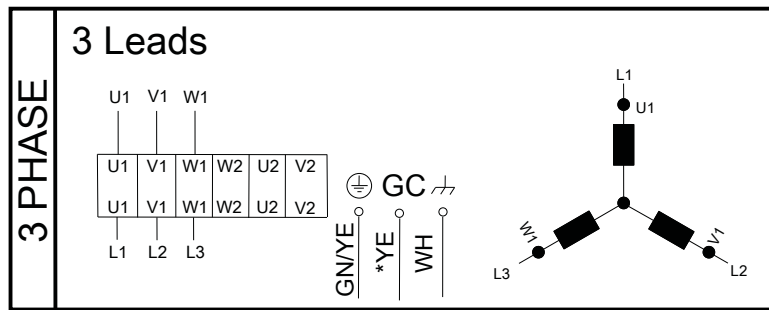 3 PHASE
3 Leads
U1 V1 W1
U1 V1 W1 W2 U2 V2
U1 V1 W1 W2 U2 V2
L1 L2 L3
GC
GN/YE
*YE
WH
L1
U1
W1
V1
L3
L2